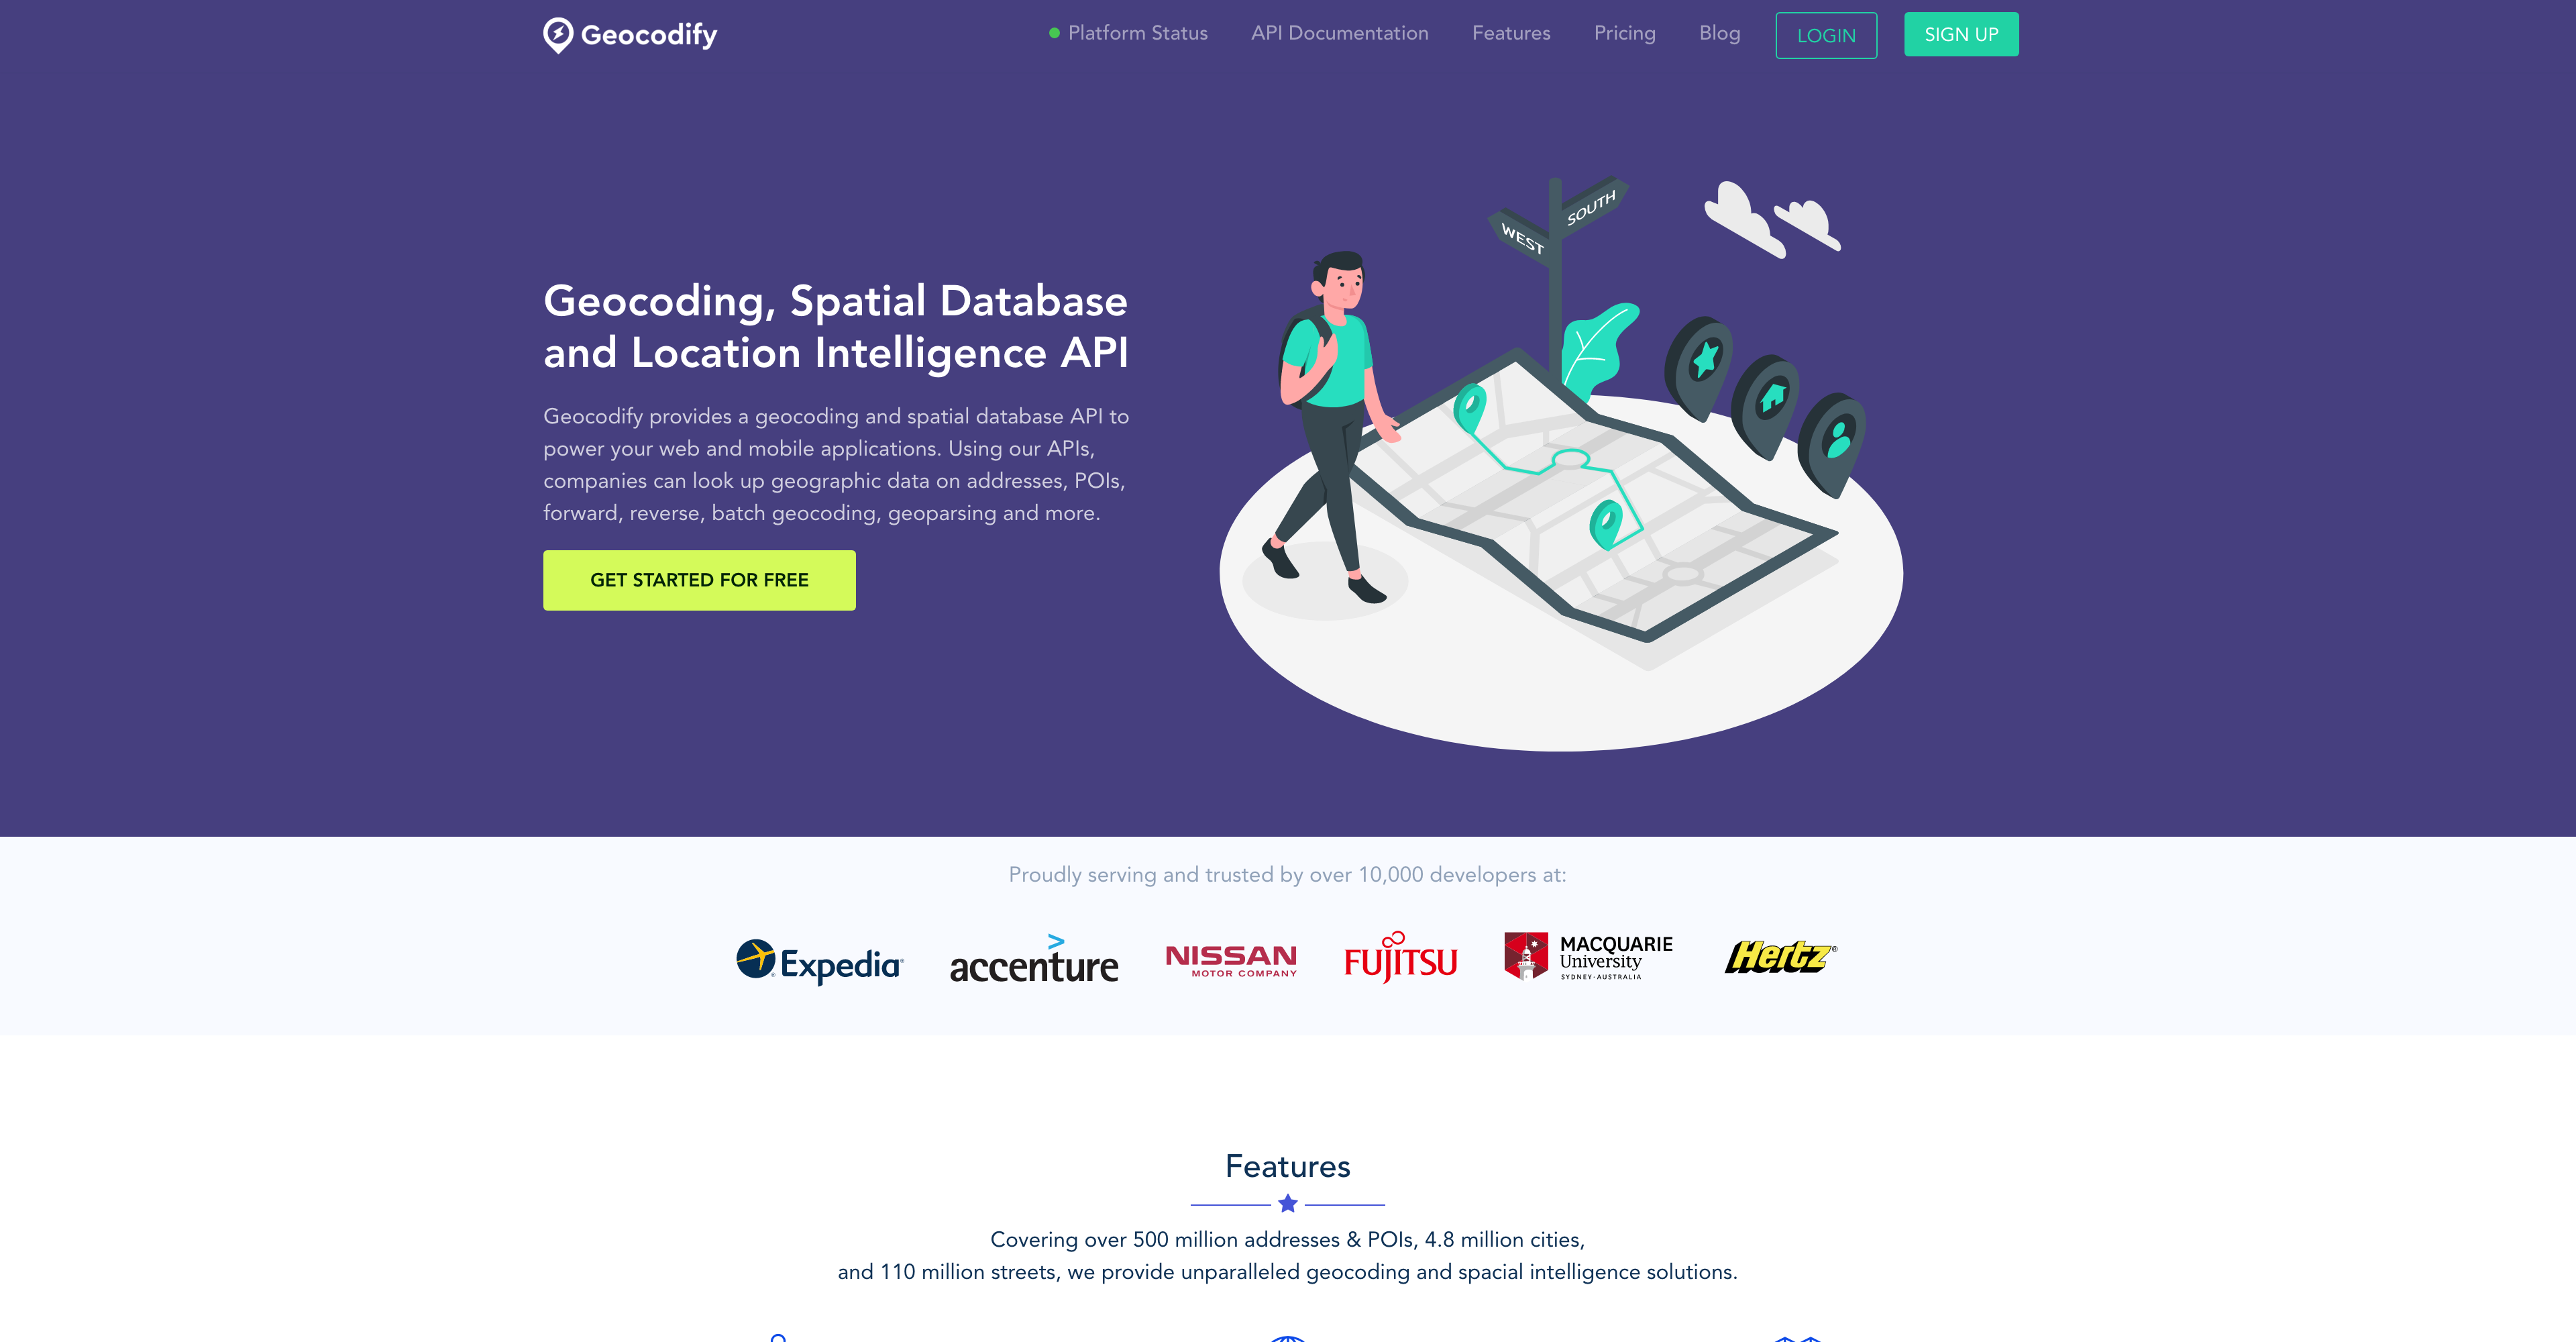 Geocodify
Platform Status
API Documentation
Features
Pricing
Blog
LOGIN
SIGN UP
WEST
SOUTH
Geocoding, Spatial Database
and Location Intelligence API
Geocodify provides a geocoding and spatial database API to
power your web and mobile applications. Using our APIs,
companies can look up geographic data on addresses, POIs,
forward, reverse, batch geocoding, geoparsing and more.
GET STARTED FOR FREE
Proudly serving and trusted by over 10,000 developers at:
Expedia®
accenture
NISSAN
MOTOR COMPANY
FUJITSU
MACQUARIE
University
SYDNEY·AUSTRALIA
Hertz®
Features
Covering over 500 million addresses & POIs, 4.8 million cities,
and 110 million streets, we provide unparalleled geocoding and spacial intelligence solutions.